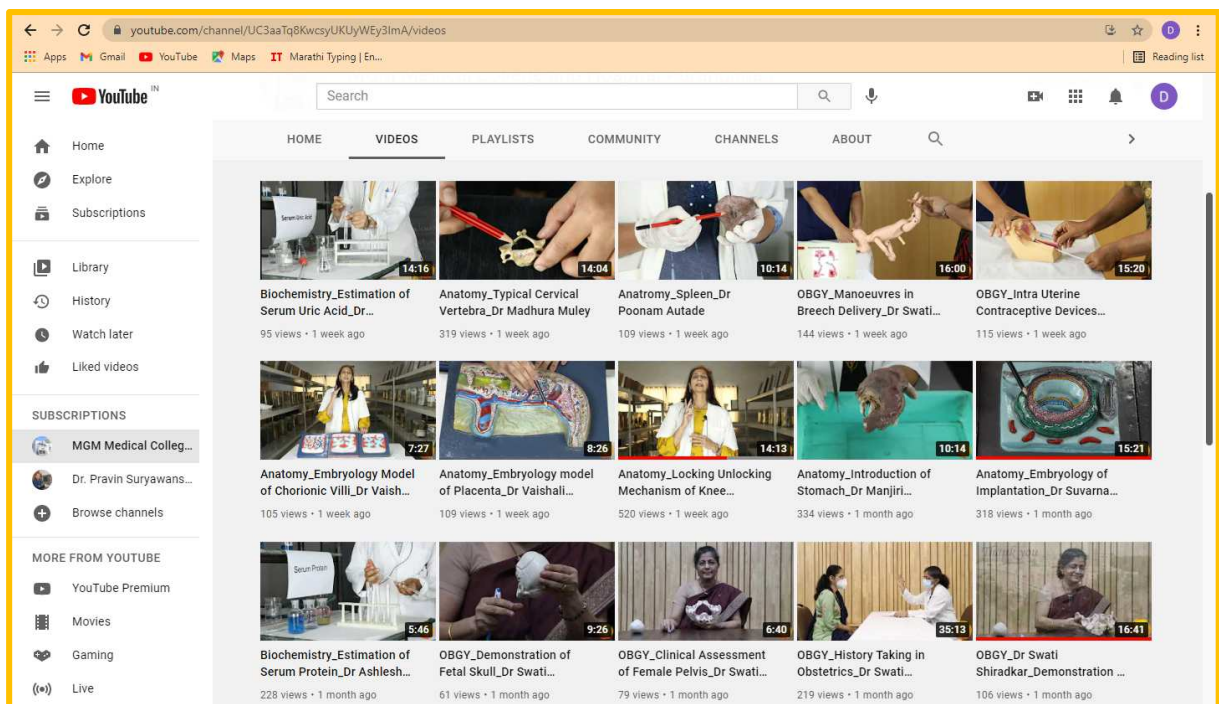 youtube.com/channel/UC3aaTq8KwcsyUKUyWEy3ImA/videos
D
Apps Gmail YouTube Maps IT Marathi Typing | En...
Reading list
YouTube IN
Search
D
HOME VIDEOS PLAYLISTS COMMUNITY CHANNELS ABOUT
Home
Explore
Subscriptions
Library
History
Watch later
Liked videos
SUBSCRIPTIONS
MGM Medical Colleg...
Dr. Pravin Suryawans...
Browse channels
MORE FROM YOUTUBE
YouTube Premium
Movies
Gaming
Live
Serum Uric Acid
14:16
Biochemistry_Estimation of
Serum Uric Acid_Dr...
95 views • 1 week ago
14:04
Anatomy_Typical Cervical
Vertebra_Dr Madhura Muley
319 views • 1 week ago
10:14
Anatromy_Spleen_Dr
Poonam Autade
109 views • 1 week ago
16:00
OBGY_Manoeuvres in
Breech Delivery_Dr Swati...
144 views • 1 week ago
15:20
OBGY_Intra Uterine
Contraceptive Devices...
115 views • 1 week ago
7:27
Anatomy_Embryology Model
of Chorionic Villi_Dr Vaish...
105 views • 1 week ago
8:26
Anatomy_Embryology model
of Placenta_Dr Vaishali...
109 views • 1 week ago
14:13
Anatomy_Locking Unlocking
Mechanism of Knee...
520 views • 1 week ago
10:14
Anatomy_Introduction of
Stomach_Dr Manjiri...
334 views • 1 month ago
15:21
Anatomy_Embryology of
Implantation_Dr Suvarna...
318 views • 1 month ago
Serum Protein
5:46
Biochemistry_Estimation of
Serum Protein_Dr Ashlesh...
228 views • 1 month ago
9:26
OBGY_Demonstration of
Fetal Skull_Dr Swati...
61 views • 1 month ago
6:40
OBGY_Clinical Assessment
of Female Pelvis_Dr Swati...
79 views • 1 month ago
35:13
OBGY_History Taking in
Obstetrics_Dr Swati...
219 views • 1 month ago
16:41
OBGY_Dr Swati
Shiradkar_Demonstration ...
106 views • 1 month ago